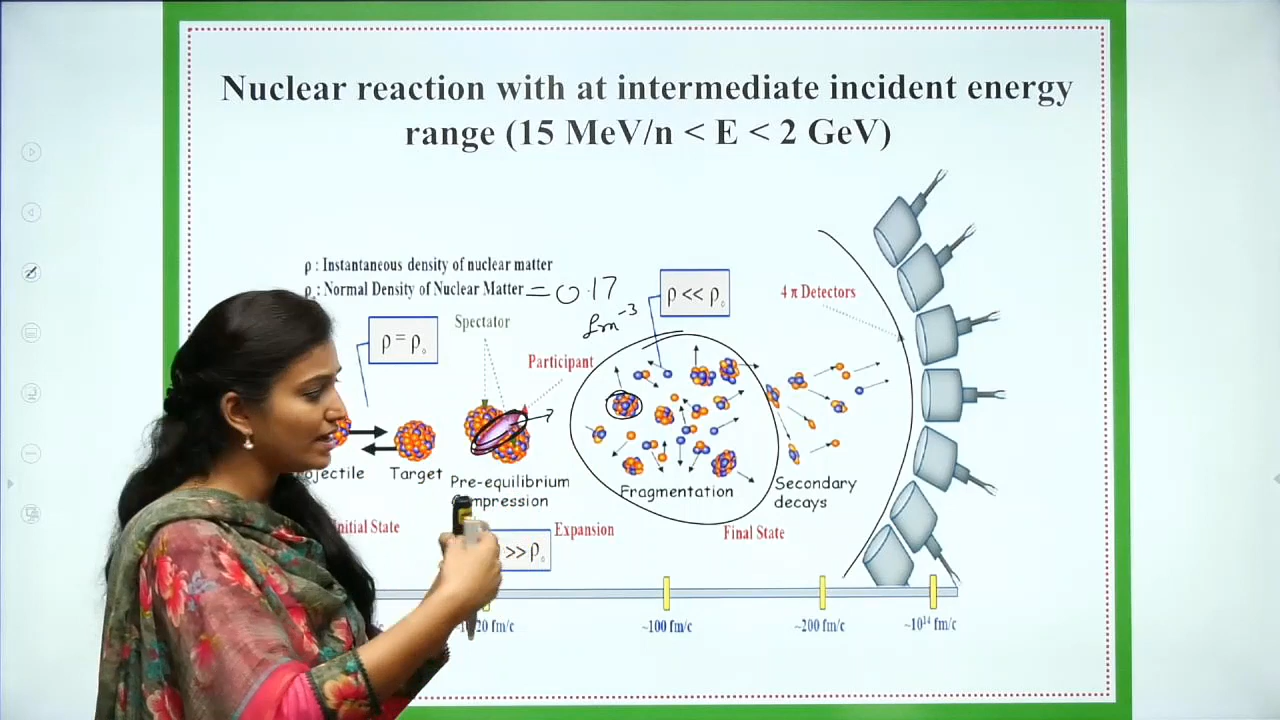 Nuclear reaction with at intermediate incident energy
range (15 MeV/n < E < 2 GeV)
ρ : Instantaneous density of nuclear matter
: Normal Density of Nuclear Matter = 0.17
fm⁻³
ρ << ρ₀
4 π Detectors
ρ = ρ₀
Spectator
Participant
Target
Pre-equilibrium
Fragmentation
Secondary
decays
State
Expansion
Final State
>> ρ₀
~100 fm/c
~200 fm/c
~10¹⁴ fm/c